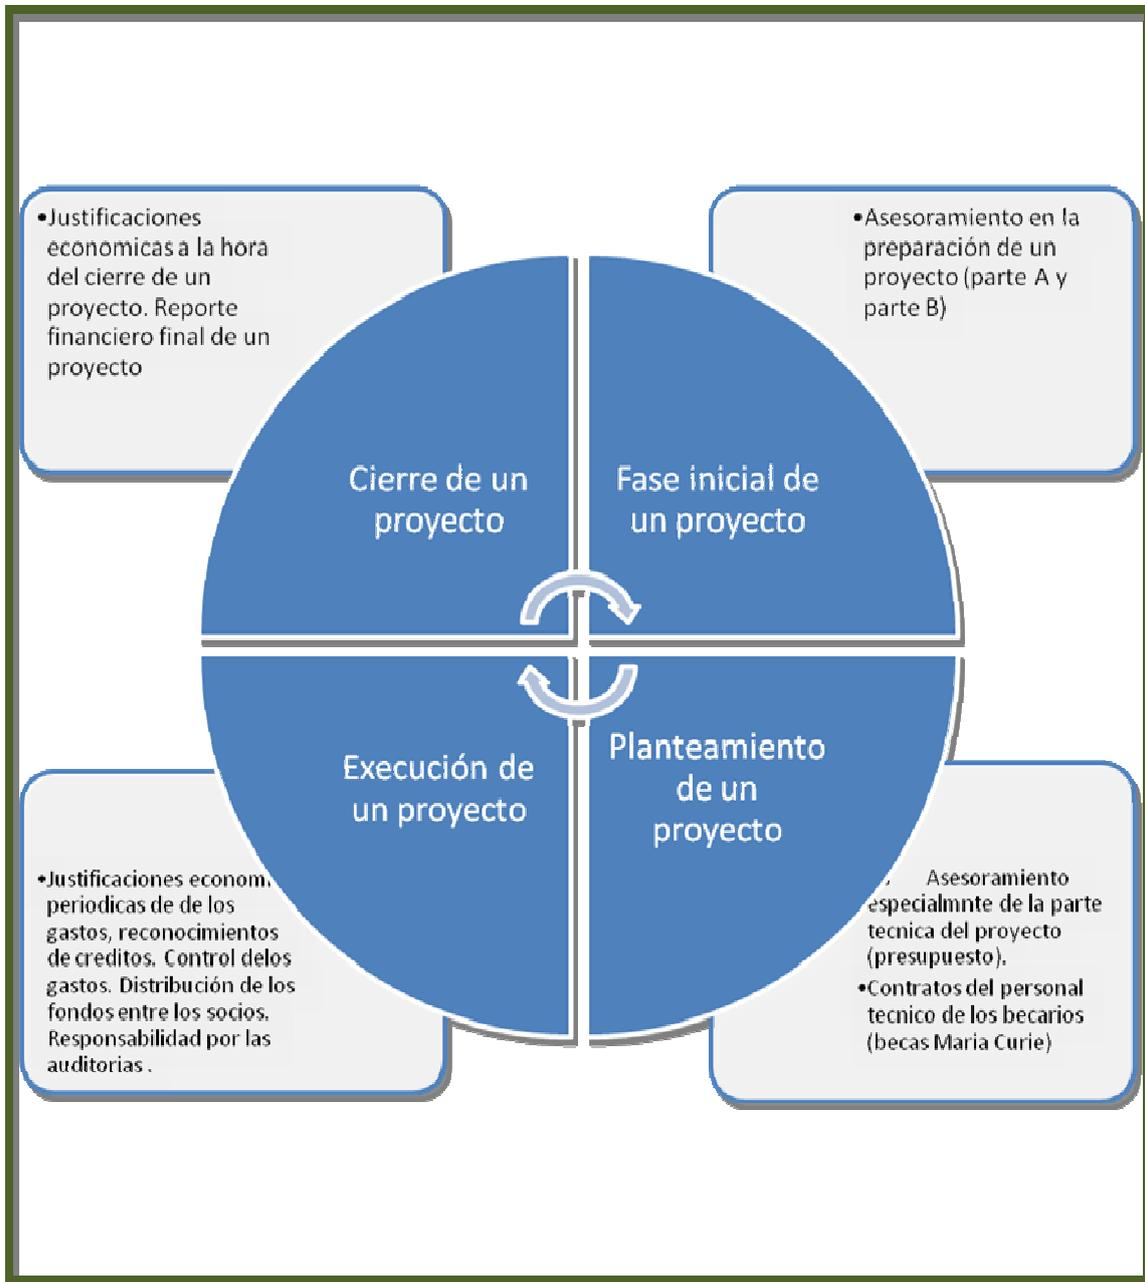 •Justificaciones
economicas a la hora
del cierre de un
proyecto. Reporte
financiero final de un
proyecto
•Asesoramiento en la
preparación de un
proyecto (parte A y
parte B)
Cierre de un
proyecto
Fase inicial de
un proyecto
Execución de
un proyecto
Planteamiento
de un
proyecto
•Justificaciones
periodicas de de los
gastos, reconocimientos
de creditos. Control delos
gastos. Distribución de los
fondos entre los socios.
Responsabilidad por las
auditorias .
Asesoramiento
especialmnte de la parte
tecnica del proyecto
(presupuesto).
•Contratos del personal
tecnico de los becarios
(becas Maria Curie)